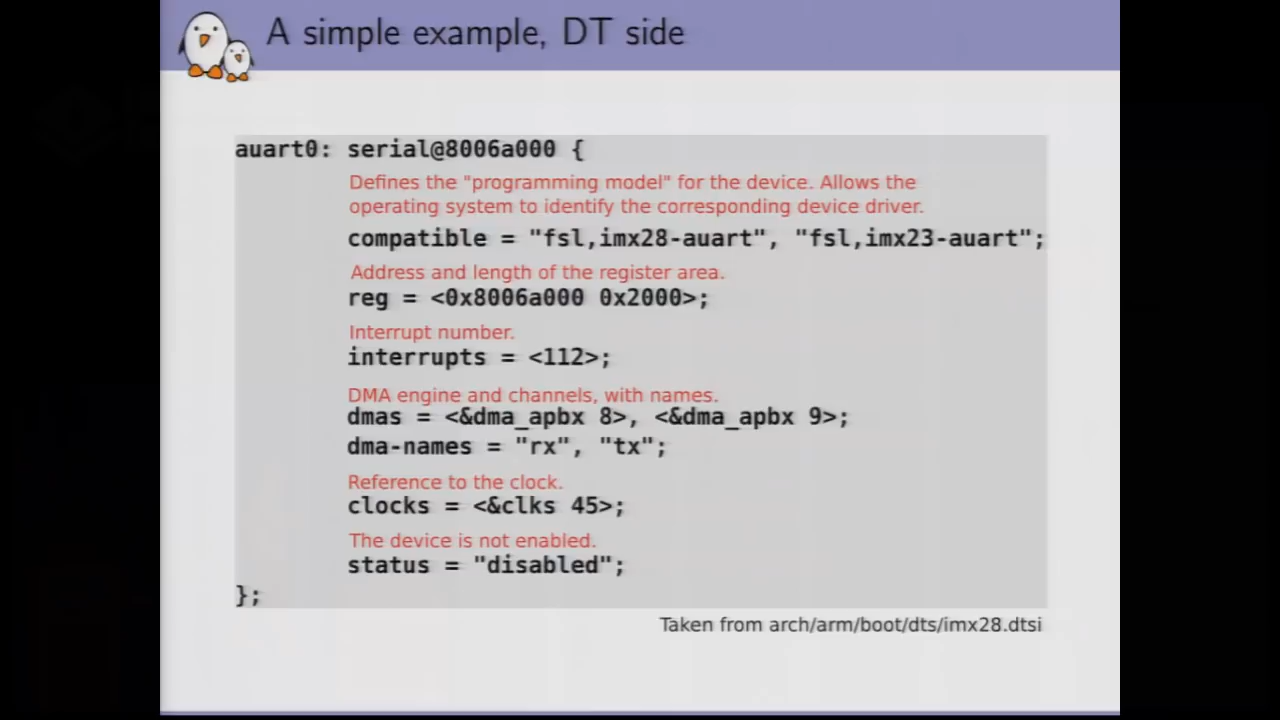 A simple example, DT side
auart0: serial@8006a000 {
Defines the "programming model" for the device. Allows the
operating system to identify the corresponding device driver.
compatible = "fsl,imx28-auart", "fsl,imx23-auart";
Address and length of the register area.
reg = <0x8006a000 0x2000>;
Interrupt number.
interrupts = <112>;
DMA engine and channels, with names.
dmas = <&dma_apbx 8>, <&dma_apbx 9>;
dma-names = "rx", "tx";
Reference to the clock.
clocks = <&clks 45>;
The device is not enabled.
status = "disabled";
};
Taken from arch/arm/boot/dts/imx28.dtsi